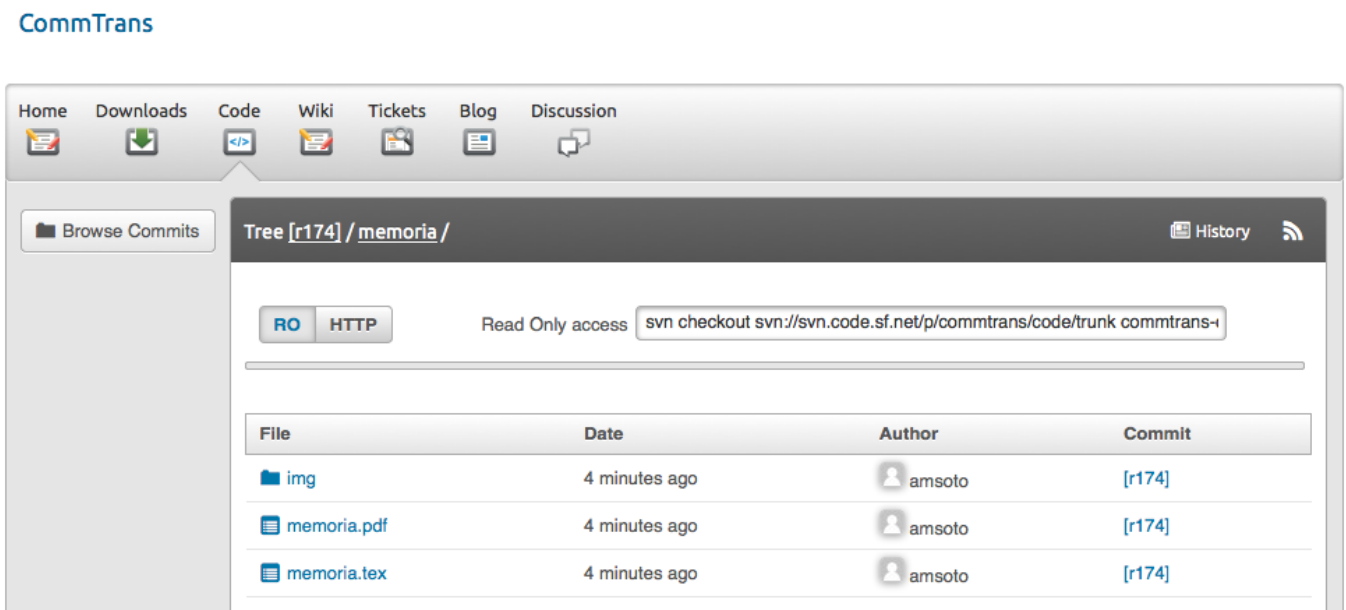 CommTrans
Home Downloads Code Wiki Tickets Blog Discussion
Browse Commits
Tree [r174] / memoria /
History
RO HTTP
Read Only access svn checkout svn://svn.code.sf.net/p/commtrans/code/trunk commtrans-
File Date Author Commit
img 4 minutes ago amsoto [r174]
memoria.pdf 4 minutes ago amsoto [r174]
memoria.tex 4 minutes ago amsoto [r174]